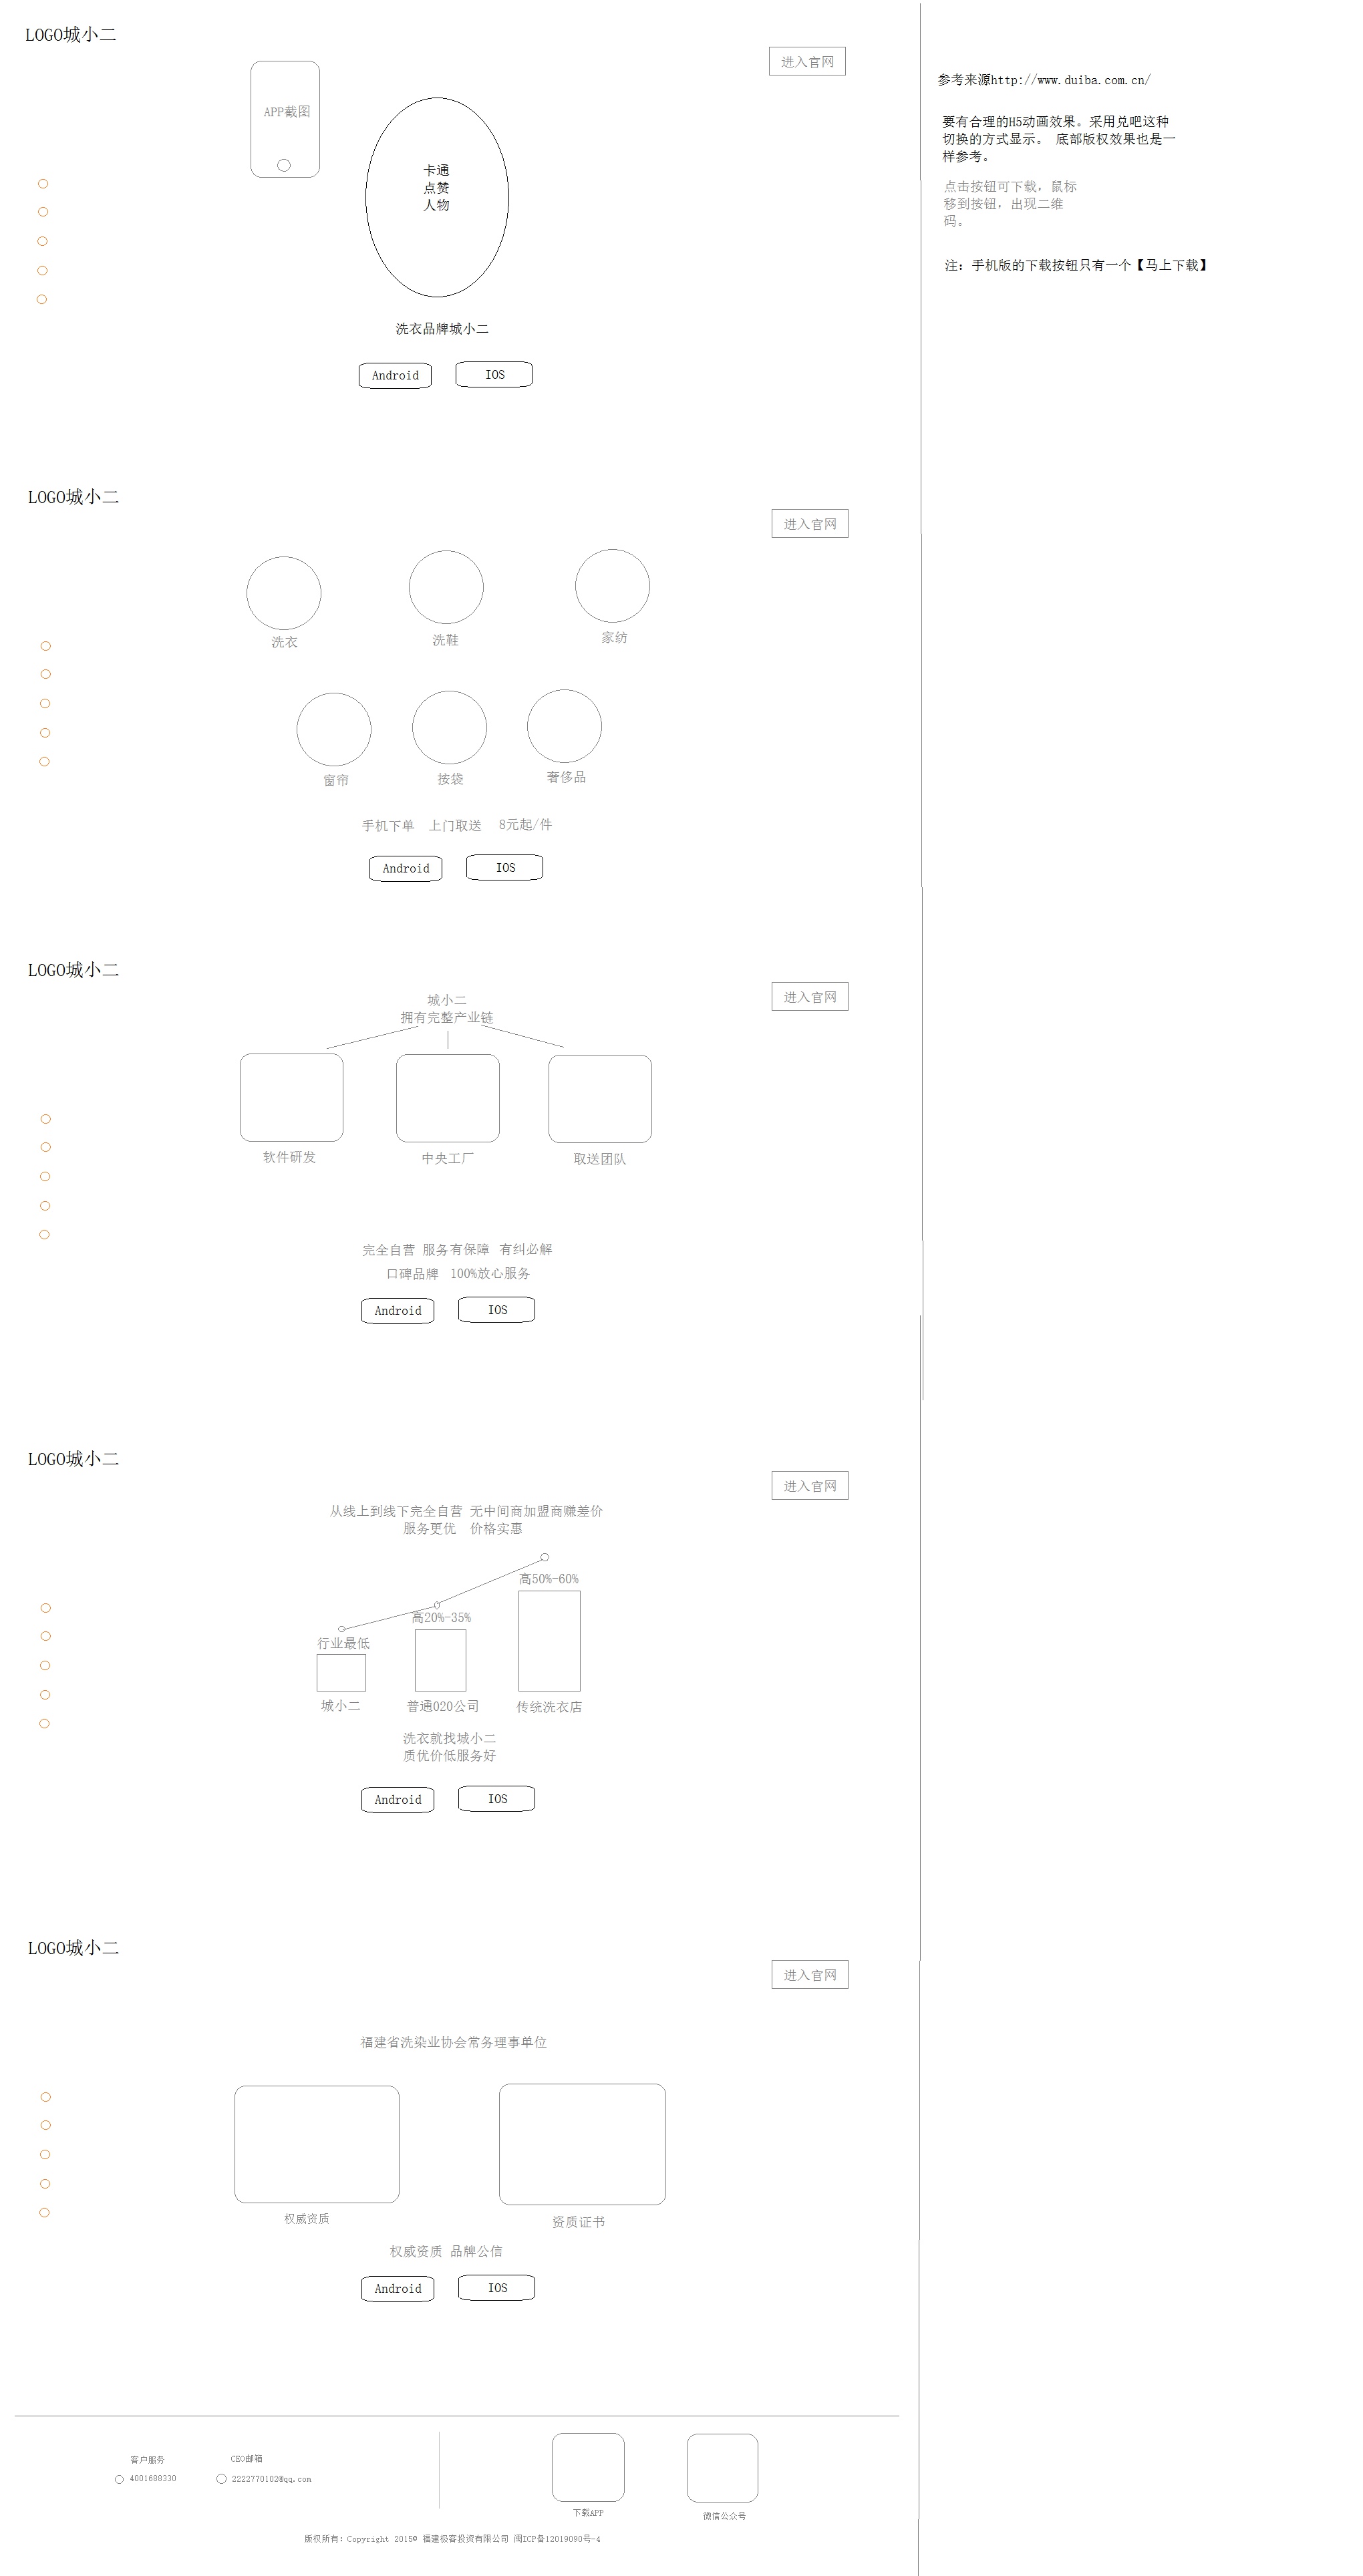 LOGO城小二
进入官网
APP截图
卡通
点赞
人物
洗衣品牌城小二
Android
IOS
参考来源http://www.duiba.com.cn/
要有合理的H5动画效果。采用兑吧这种
切换的方式显示。 底部版权效果也是一
样参考。
点击按钮可下载，鼠标
移到按钮，出现二维
码。
注：手机版的下载按钮只有一个【马上下载】
LOGO城小二
进入官网
洗衣
洗鞋
家纺
窗帘
按袋
奢侈品
手机下单 上门取送 8元起/件
Android
IOS
LOGO城小二
进入官网
城小二
拥有完整产业链
软件研发
中央工厂
取送团队
完全自营 服务有保障 有纠必解
口碑品牌 100%放心服务
Android
IOS
LOGO城小二
进入官网
从线上到线下完全自营 无中间商加盟商赚差价
服务更优 价格实惠
高50%-60%
高20%-35%
行业最低
城小二
普通O2O公司
传统洗衣店
洗衣就找城小二
质优价低服务好
Android
IOS
LOGO城小二
进入官网
福建省洗染业协会常务理事单位
权威资质
资质证书
权威资质 品牌公信
Android
IOS
客户服务
CEO邮箱
4001688330
2222770102@qq.com
下载APP
微信公众号
版权所有：Copyright 2015© 福建极客投资有限公司 闽ICP备12019090号-4